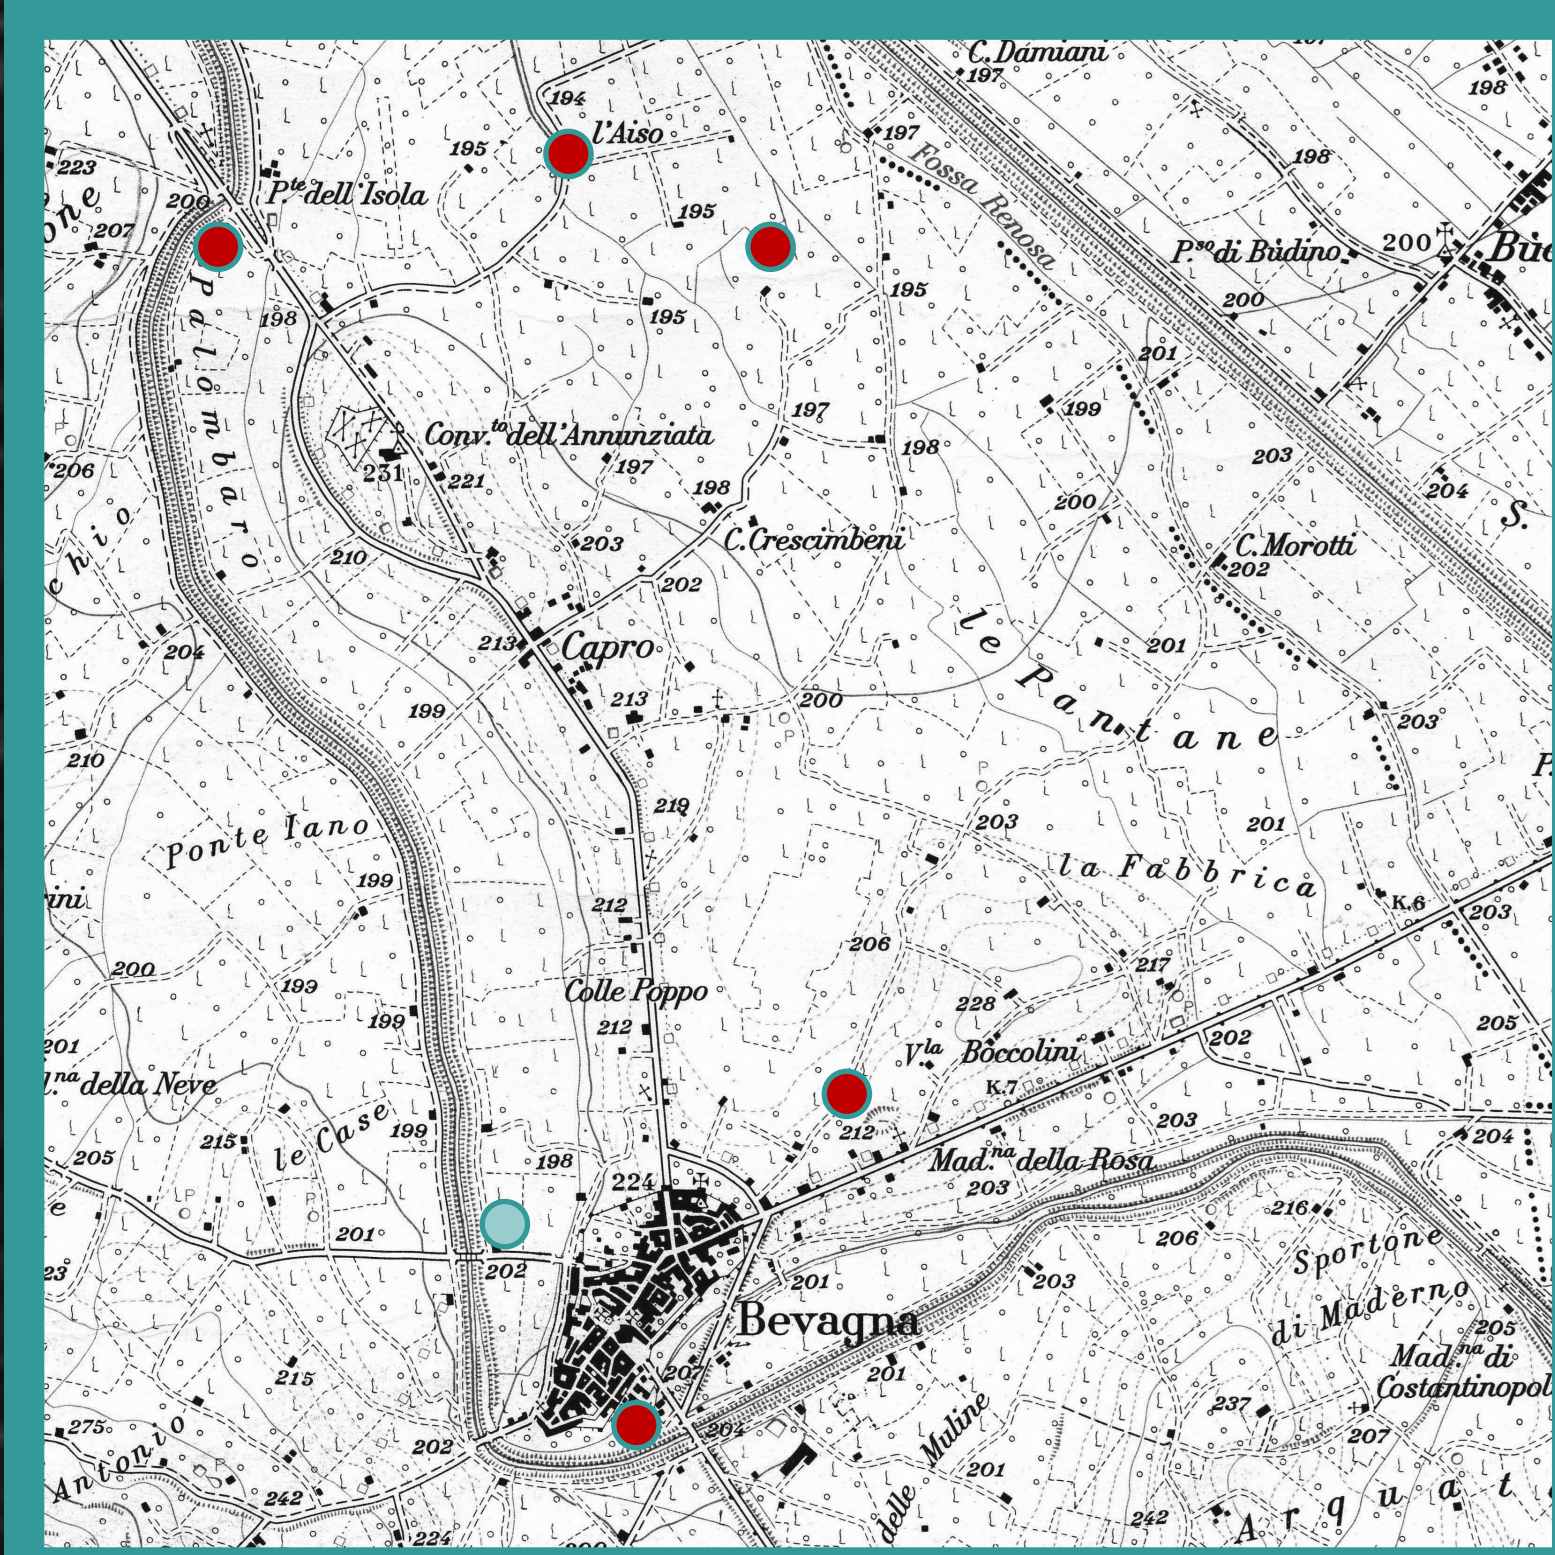 C. Damiani
197
198
194
l'Aiso
197
195
Fossa Renosa
198
223
P.te dell'Isola
200
195
207
one
P.so di Budino
200
Palombaro
198
195
195
200
201
197
199
Conv.to dell'Annunziata
198
203
206
231
197
221
198
204
200
S.
C. Crescimbeni
203
C. Morotti
210
202
202
chio
le Pantane
213
Capro
201
204
213
200
199
203
210
P.
219
203
201
Ponte Iano
la Fabbrica
199
212
K.6
203
206
200
217
199
Colle Poppo
228
199
212
205
202
201
V.la Boccolini
della Neve
K.7
199
212
203
215
le Case
204
205
198
Mad.na della Rosa
224
203
216
201
206
Sportone
di Maderno
202
201
203
23
Bevagna
205
Mad.na di
Costantinopol
215
207
201
237
275
202
204
207
Antonio
delle Muline
201
242
242
224
Arquat